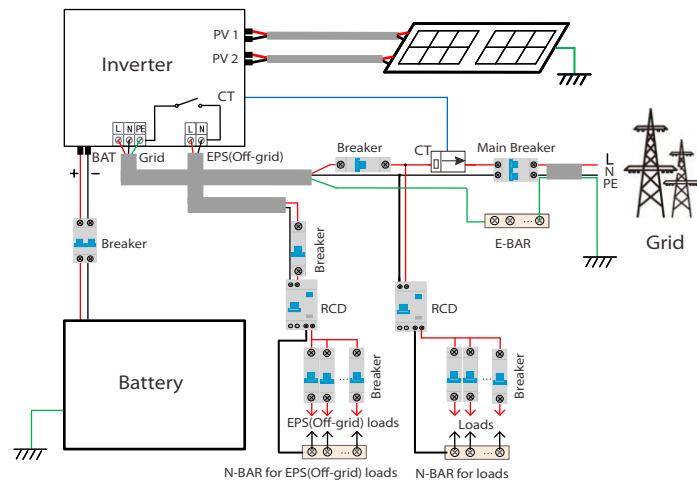 PV 1
Inverter
PV 2
CT
L N PE
L N
BAT
Grid
EPS(Off-grid)
+
−
Breaker
CT
Main Breaker
L
N
PE
Grid
E-BAR
Breaker
Breaker
RCD
RCD
Battery
...
Breaker
...
Breaker
EPS(Off-grid) loads
Loads
N-BAR for EPS(Off-grid) loads
N-BAR for loads